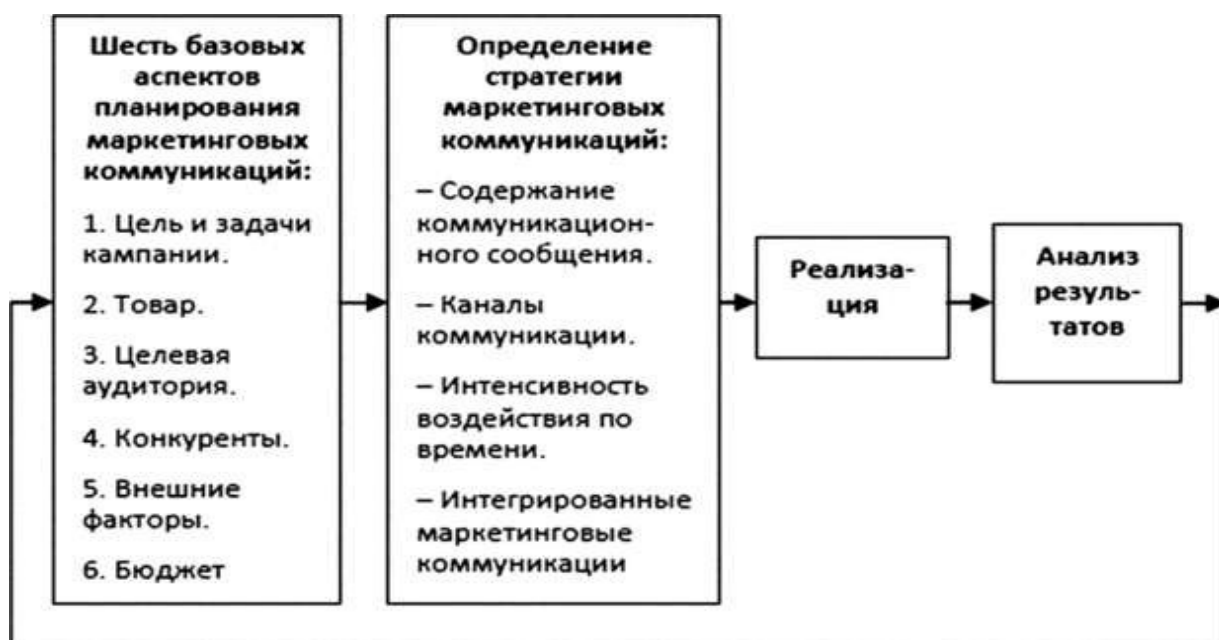 Шесть базовых
аспектов
планирования
маркетинговых
коммуникаций:
1. Цель и задачи
кампании.
2. Товар.
3. Целевая
аудитория.
4. Конкуренты.
5. Внешние
факторы.
6. Бюджет
Определение
стратегии
маркетинговых
коммуникаций:
– Содержание
коммуникацион-
ного сообщения.
– Каналы
коммуникации.
– Интенсивность
воздействия по
времени.
– Интегрированные
маркетинговые
коммуникации
Реализа-
ция
Анализ
резуль-
татов